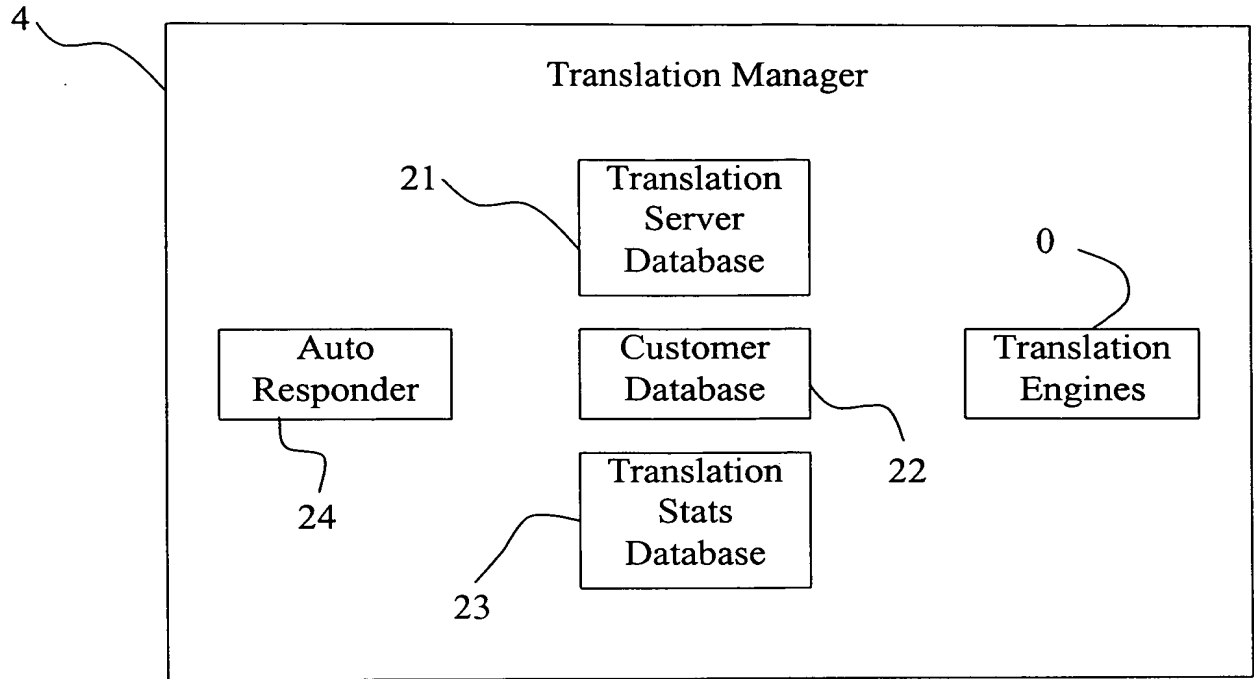 4
Translation Manager
21
Translation
Server
Database
0
Auto
Responder
Customer
Database
Translation
Engines
24
22
Translation
Stats
Database
23